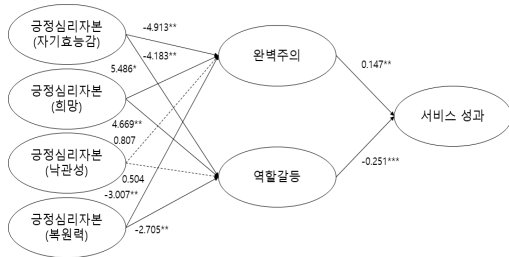 긍정심리자본
(자기효능감)
-4.913**
-4.183**
완벽주의
0.147**
5.486*
긍정심리자본
(희망)
서비스 성과
4.669**
0.807
긍정심리자본
(낙관성)
0.504
역할갈등
-0.251***
-3.007**
긍정심리자본
(복원력)
-2.705**